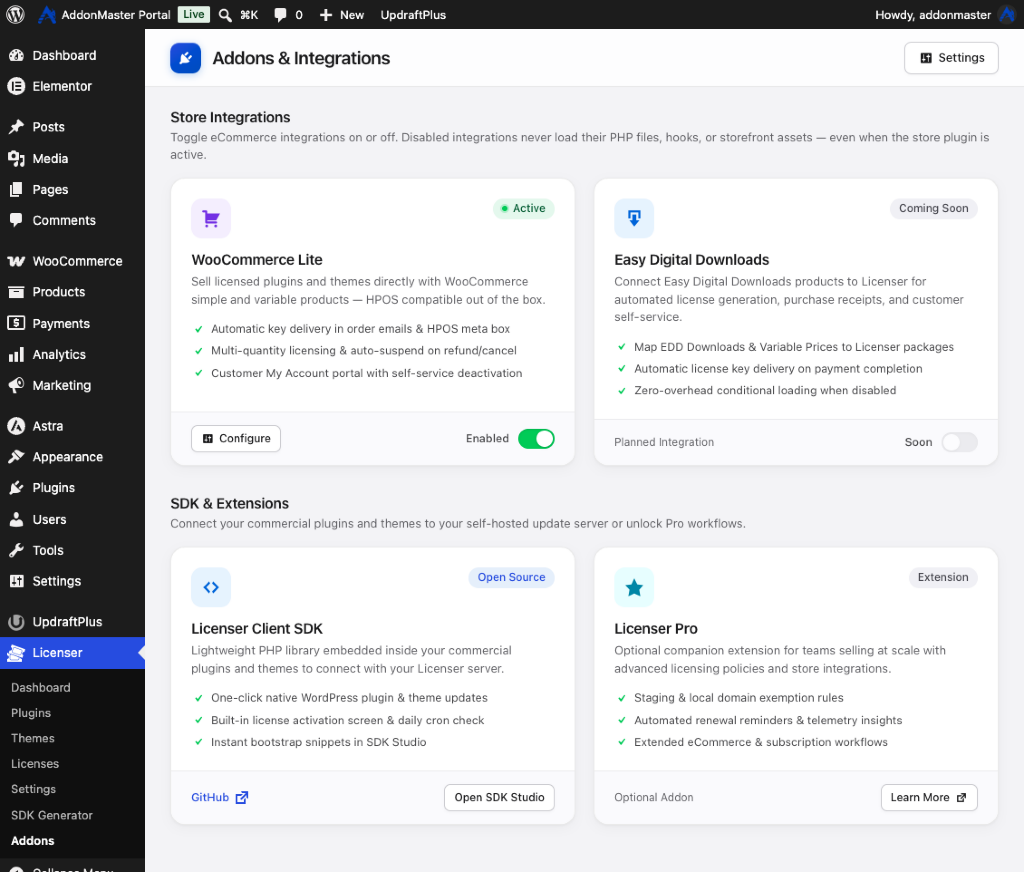 AddonMaster Portal Live ⌘K 0 New UpdraftPlus Howdy, addonmaster
Dashboard
Elementor
Posts
Media
Pages
Comments
WooCommerce
Products
Payments
Analytics
Marketing
Astra
Appearance
Plugins
Users
Tools
Settings
UpdraftPlus
Licenser
Dashboard
Plugins
Themes
Licenses
Settings
SDK Generator
Addons
Addons & Integrations
Settings
Store Integrations
Toggle eCommerce integrations on or off. Disabled integrations never load their PHP files, hooks, or storefront assets — even when the store plugin is
active.
Active
WooCommerce Lite
Sell licensed plugins and themes directly with WooCommerce
simple and variable products — HPOS compatible out of the box.
Automatic key delivery in order emails & HPOS meta box
Multi-quantity licensing & auto-suspend on refund/cancel
Customer My Account portal with self-service deactivation
Configure
Enabled
Coming Soon
Easy Digital Downloads
Connect Easy Digital Downloads products to Licenser for
automated license generation, purchase receipts, and customer
self-service.
Map EDD Downloads & Variable Prices to Licenser packages
Automatic license key delivery on payment completion
Zero-overhead conditional loading when disabled
Planned Integration
Soon
SDK & Extensions
Connect your commercial plugins and themes to your self-hosted update server or unlock Pro workflows.
Open Source
Licenser Client SDK
Lightweight PHP library embedded inside your commercial
plugins and themes to connect with your Licenser server.
One-click native WordPress plugin & theme updates
Built-in license activation screen & daily cron check
Instant bootstrap snippets in SDK Studio
GitHub
Open SDK Studio
Extension
Licenser Pro
Optional companion extension for teams selling at scale with
advanced licensing policies and store integrations.
Staging & local domain exemption rules
Automated renewal reminders & telemetry insights
Extended eCommerce & subscription workflows
Optional Addon
Learn More